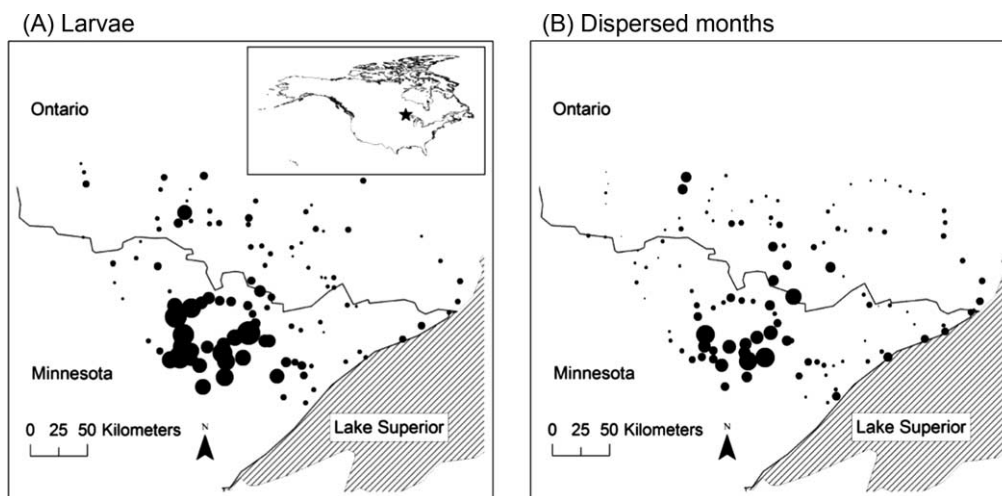 (A) Larvae
Ontario
Minnesota
0 25 50 Kilometers
N
Lake Superior
(B) Dispersed months
Ontario
Minnesota
0 25 50 Kilometers
N
Lake Superior